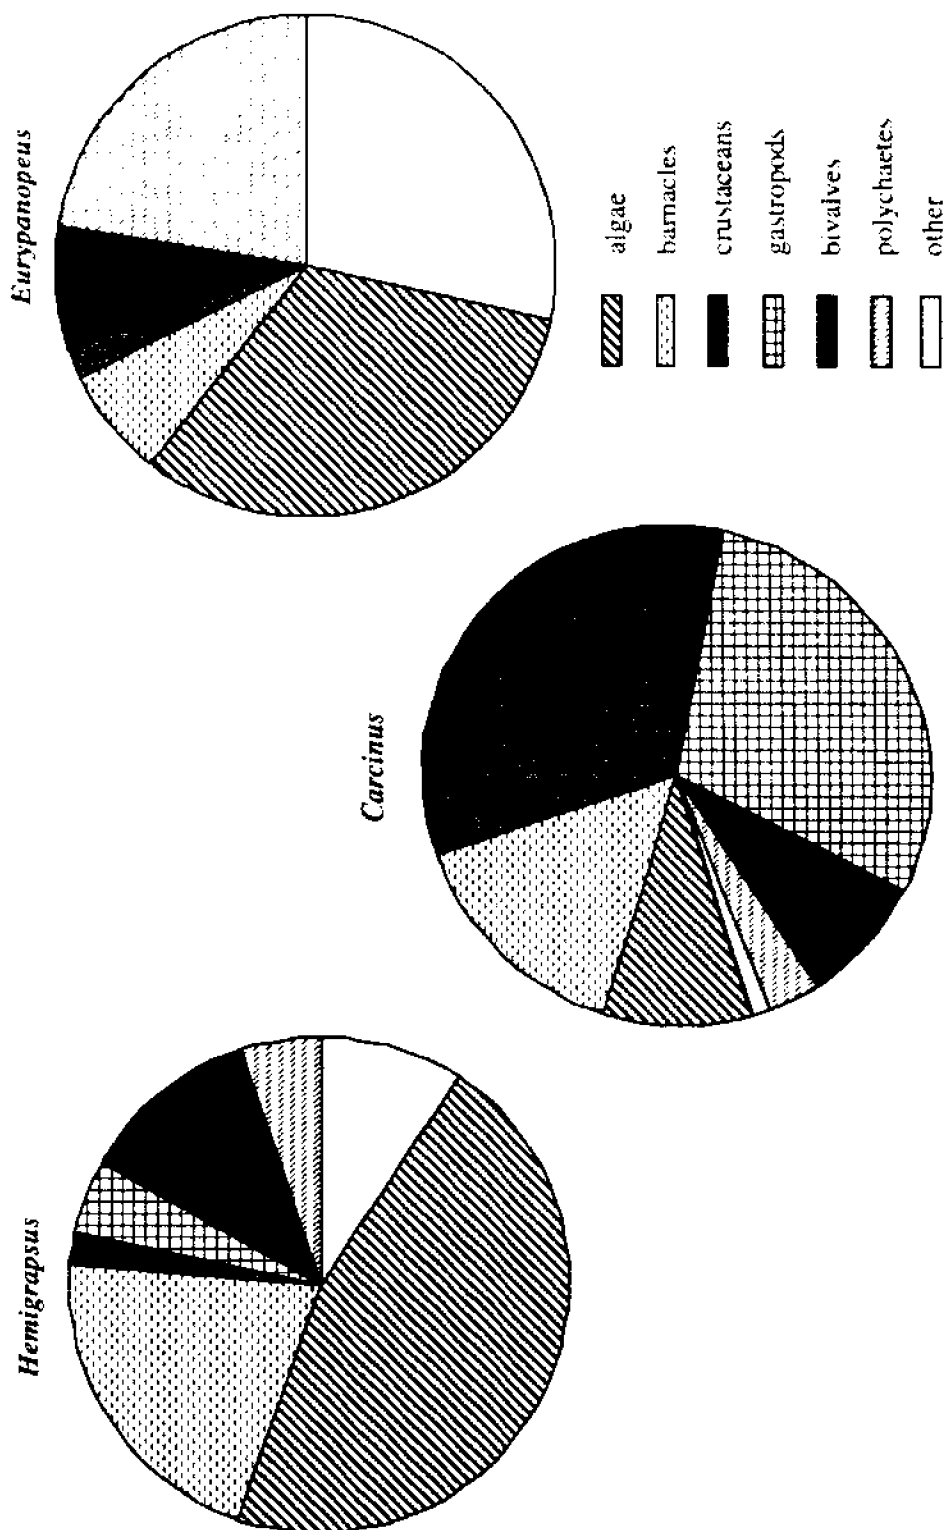 Hemigrapsus
Carcinus
Eurypanopeus
algae
barnacles
crustaceans
gastropods
bivalves
polychaetes
other